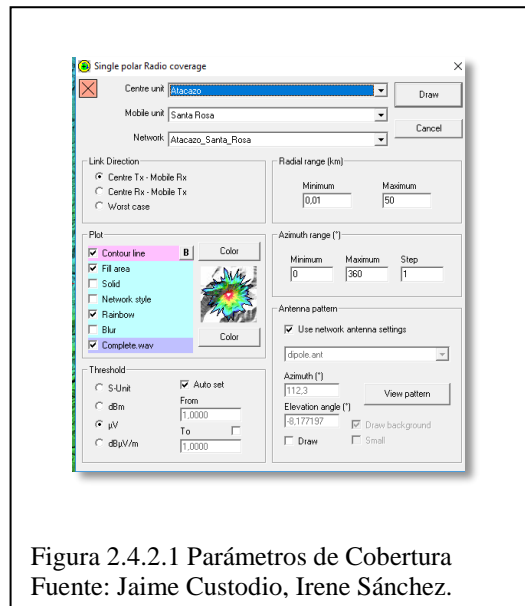 Single polar Radio coverage
Centre unit Atacazo
Draw
Mobile unit Santa Rosa
Cancel
Network Atacazo_Santa_Rosa
Link Direction
Centre Tx - Mobile Rx
Centre Rx - Mobile Tx
Worst case
Radial range (km)
Minimum Maximum
0,01 50
Plot
Contour line B Color
Fill area
Solid
Network style
Rainbow
Blur
Complete.wav
Color
Azimuth range (°)
Minimum Maximum Step
0 360 1
Antenna pattern
Use network antenna settings
dipole.ant
Azimuth (°)
112,3
View pattern
Elevation angle (°)
-8,177197
Draw background
Draw Small
Threshold
S-Unit
dBm
µV
dBµV/m
Auto set
From
1,0000
To
1,0000
Figura 2.4.2.1 Parámetros de Cobertura
Fuente: Jaime Custodio, Irene Sánchez.